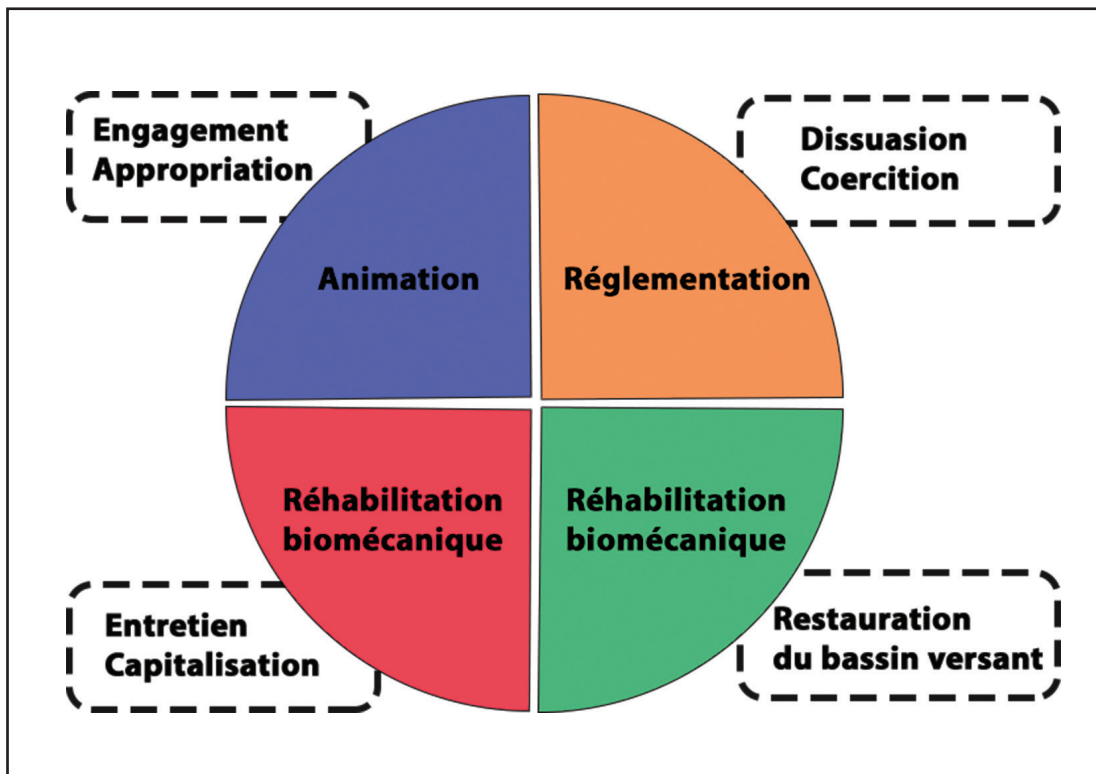 Engagement
Appropriation
Dissuasion
Coercition
Animation
Réglementation
Réhabilitation
biomécanique
Réhabilitation
biomécanique
Entretien
Capitalisation
Restauration
du bassin versant